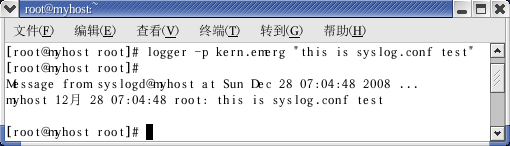 root@myhost:~
文件(F) 编辑(E) 查看(V) 终端(T) 转到(G) 帮助(H)
[root@myhost root]# logger -p kern.emerg "this is syslog.conf test"
[root@myhost root]#
Message from syslogd@myhost at Sun Dec 28 07:04:48 2008 ...
myhost 12月 28 07:04:48 root: this is syslog.conf test
[root@myhost root]#